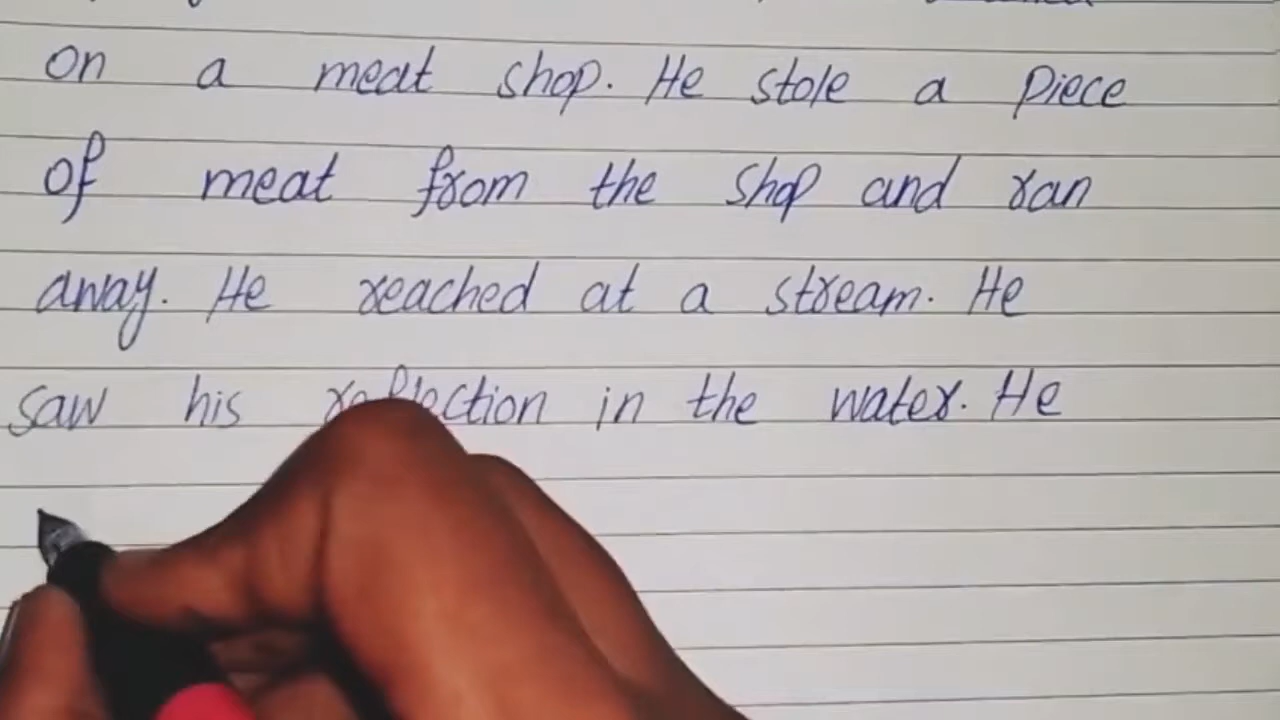 on a meat shop. He stole a piece
of meat from the shop and ran
away. He reached at a stream. He
saw his reflection in the water. He